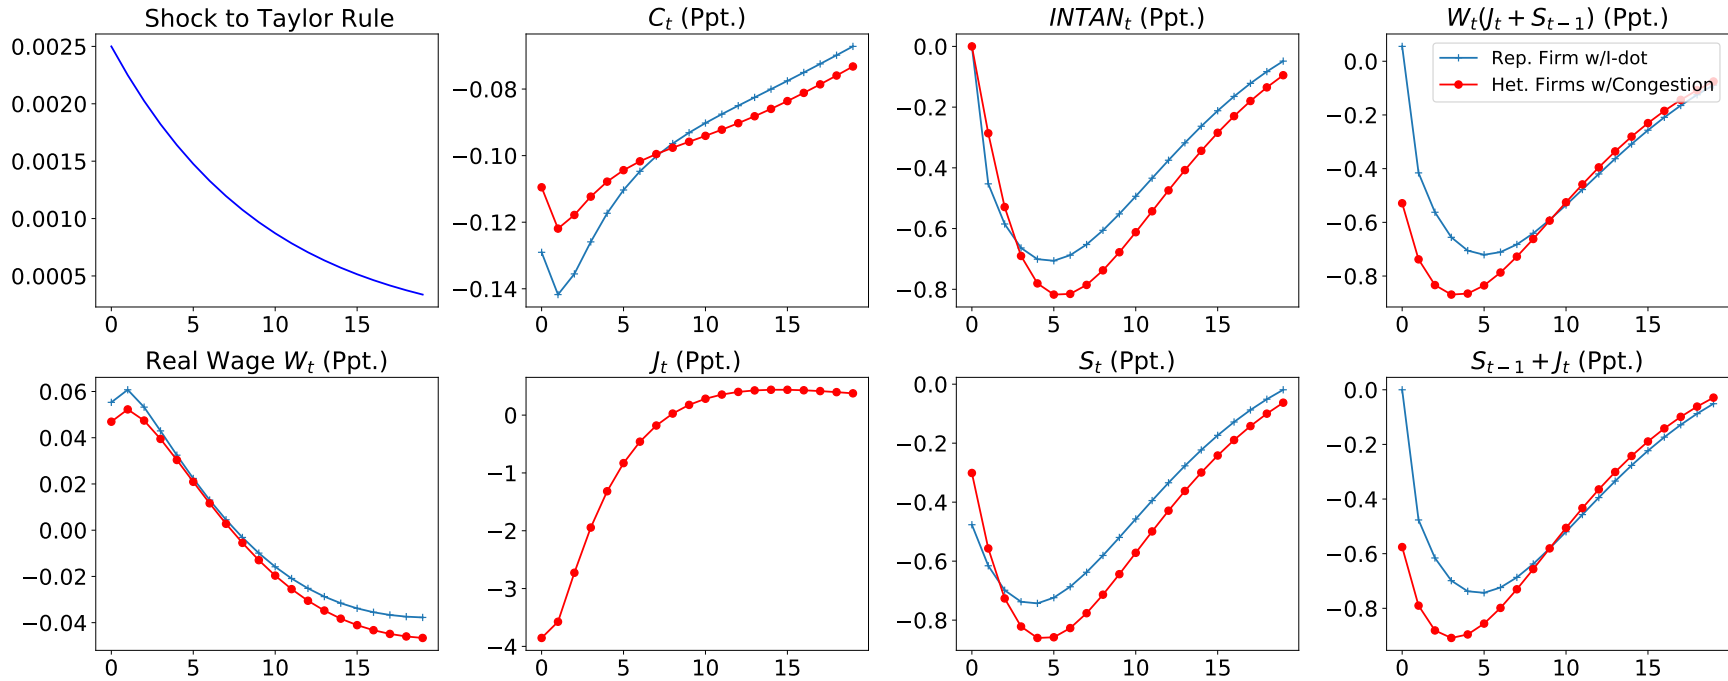 Shock to Taylor Rule
0.0025
0.0020
0.0015
0.0010
0.0005
0 5 10 15
C_t (Ppt.)
−0.08
−0.10
−0.12
−0.14
0 5 10 15
INTAN_t (Ppt.)
0.0
−0.2
−0.4
−0.6
−0.8
0 5 10 15
W_t(J_t + S_{t−1}) (Ppt.)
Rep. Firm w/I-dot
Het. Firms w/Congestion
0.0
−0.2
−0.4
−0.6
−0.8
0 5 10 15
Real Wage W_t (Ppt.)
0.06
0.04
0.02
0.00
−0.02
−0.04
0 5 10 15
J_t (Ppt.)
0
−1
−2
−3
−4
0 5 10 15
S_t (Ppt.)
0.0
−0.2
−0.4
−0.6
−0.8
0 5 10 15
S_{t−1} + J_t (Ppt.)
0.0
−0.2
−0.4
−0.6
−0.8
0 5 10 15